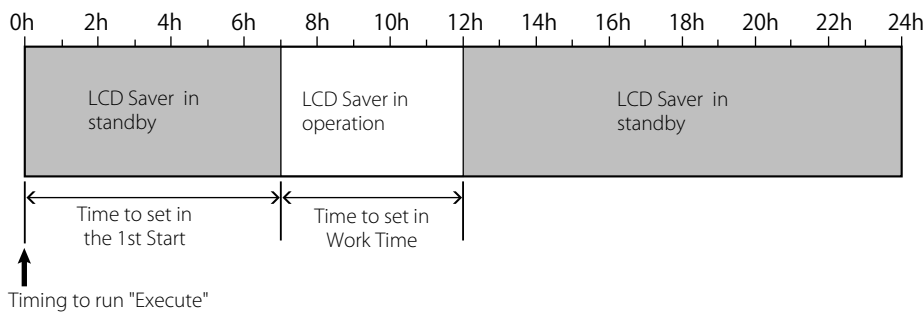 0h 2h 4h 6h 8h 10h 12h 14h 16h 18h 20h 22h 24h
LCD Saver in
standby
LCD Saver in
operation
LCD Saver in
standby
Time to set in
the 1st Start
Time to set in
Work Time
Timing to run "Execute"